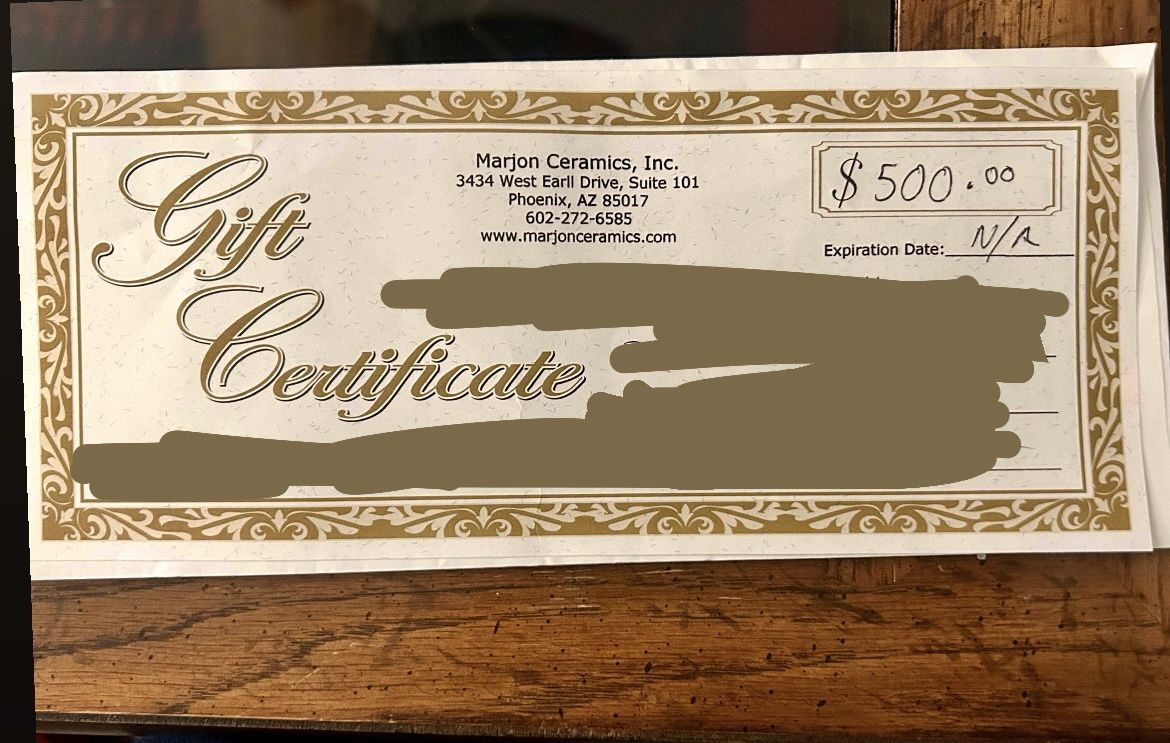 Gift
Certificate
Marjon Ceramics, Inc.
3434 West Earll Drive, Suite 101
Phoenix, AZ 85017
602-272-6585
www.marjonceramics.com
$500.00
Expiration Date: N/A